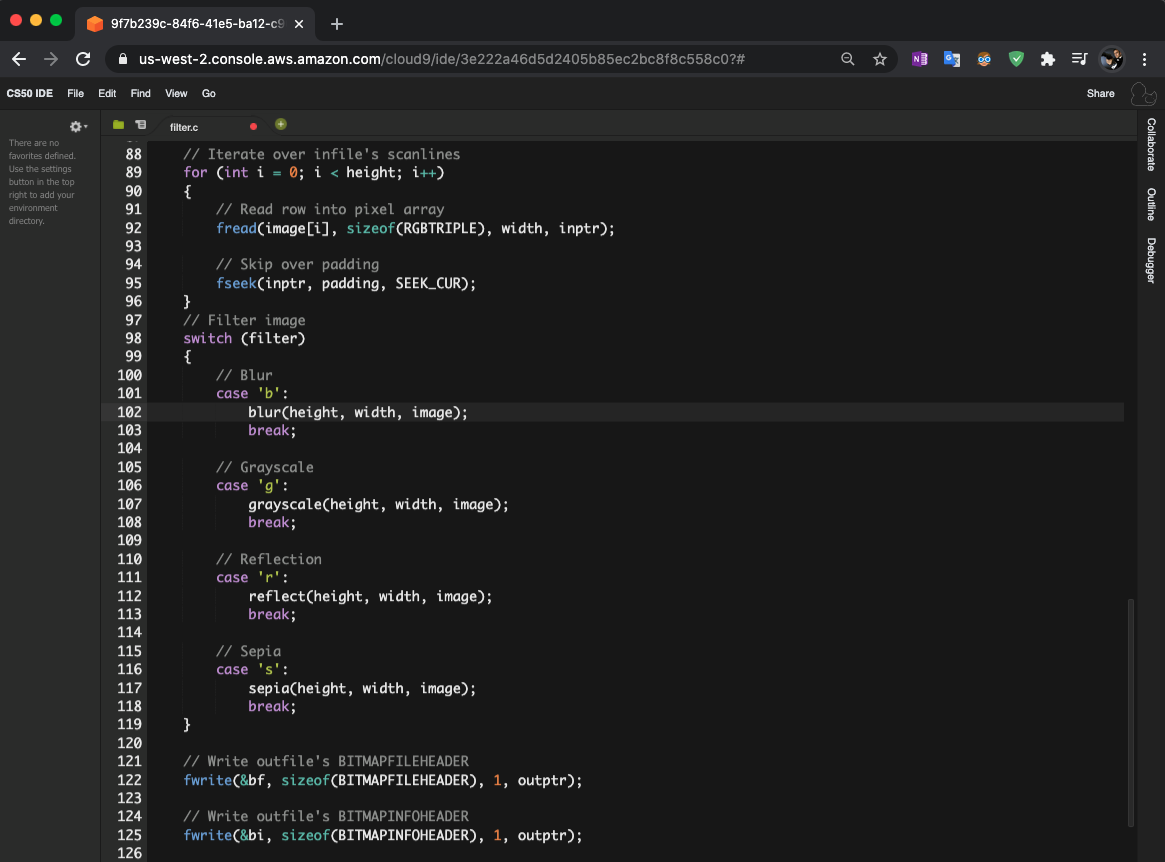 9f7b239c-84f6-41e5-ba12-c9
us-west-2.console.aws.amazon.com/cloud9/ide/3e222a46d5d2405b85ec2bc8f8c558c0?#
CS50 IDE File Edit Find View Go Share
There are no
favorites defined.
Use the settings
button in the top
right to add your
environment
directory.
filter.c
Collaborate
Outline
Debugger
88 // Iterate over infile's scanlines
89 for (int i = 0; i < height; i++)
90 {
91 // Read row into pixel array
92 fread(image[i], sizeof(RGBTRIPLE), width, inptr);
93
94 // Skip over padding
95 fseek(inptr, padding, SEEK_CUR);
96 }
97 // Filter image
98 switch (filter)
99 {
100 // Blur
101 case 'b':
102 blur(height, width, image);
103 break;
104
105 // Grayscale
106 case 'g':
107 grayscale(height, width, image);
108 break;
109
110 // Reflection
111 case 'r':
112 reflect(height, width, image);
113 break;
114
115 // Sepia
116 case 's':
117 sepia(height, width, image);
118 break;
119 }
120
121 // Write outfile's BITMAPFILEHEADER
122 fwrite(&bf, sizeof(BITMAPFILEHEADER), 1, outptr);
123
124 // Write outfile's BITMAPINFOHEADER
125 fwrite(&bi, sizeof(BITMAPINFOHEADER), 1, outptr);
126